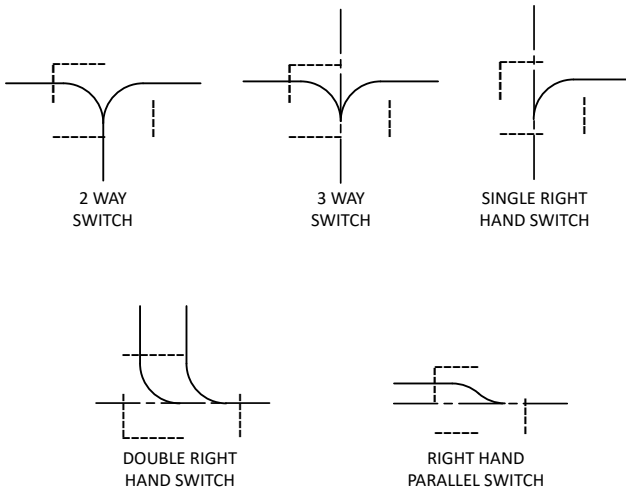 2 WAY
SWITCH
3 WAY
SWITCH
SINGLE RIGHT
HAND SWITCH
DOUBLE RIGHT
HAND SWITCH
RIGHT HAND
PARALLEL SWITCH